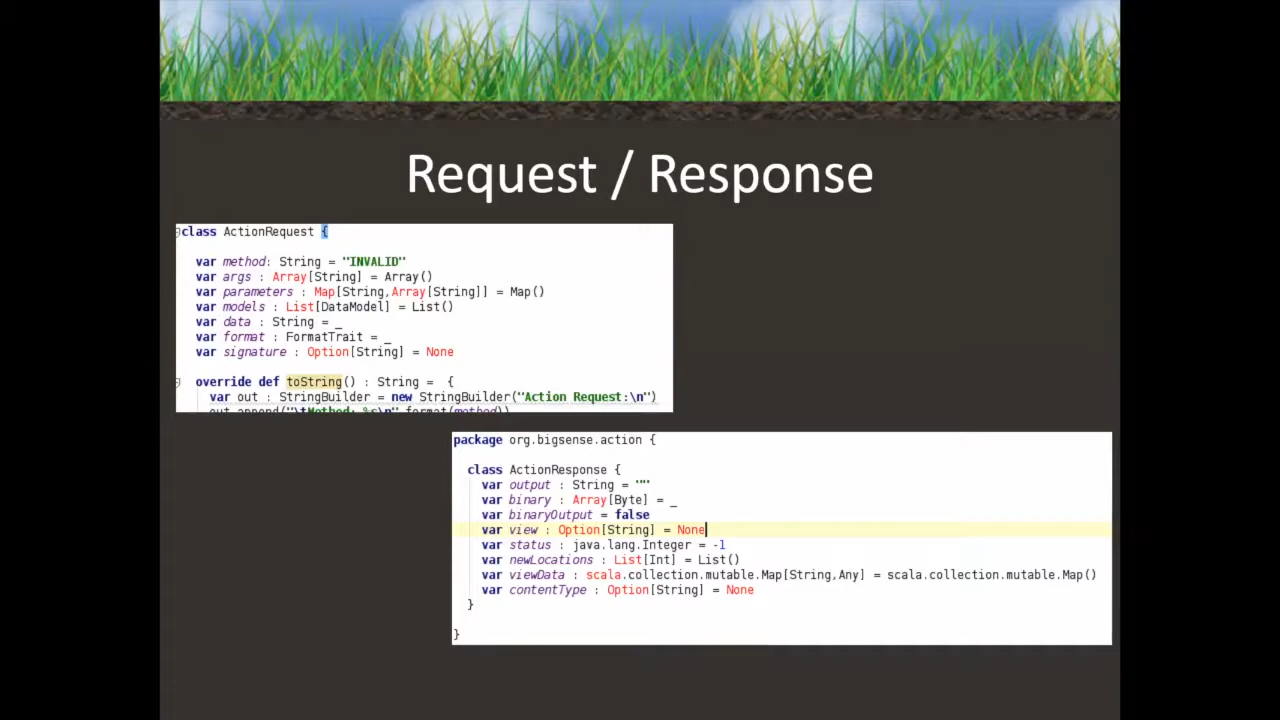 Request / Response
class ActionRequest {
var method: String = "INVALID"
var args : Array[String] = Array()
var parameters : Map[String,Array[String]] = Map()
var models : List[DataModel] = List()
var data : String = _
var format : FormatTrait = _
var signature : Option[String] = None
override def toString() : String = {
var out : StringBuilder = new StringBuilder("Action Request:\n")
out.append("\tMethod: %s\n".format(method))
package org.bigsense.action {
class ActionResponse {
var output : String = ""
var binary : Array[Byte] = _
var binaryOutput = false
var view : Option[String] = None
var status : java.lang.Integer = -1
var newLocations : List[Int] = List()
var viewData : scala.collection.mutable.Map[String,Any] = scala.collection.mutable.Map()
var contentType : Option[String] = None
}
}